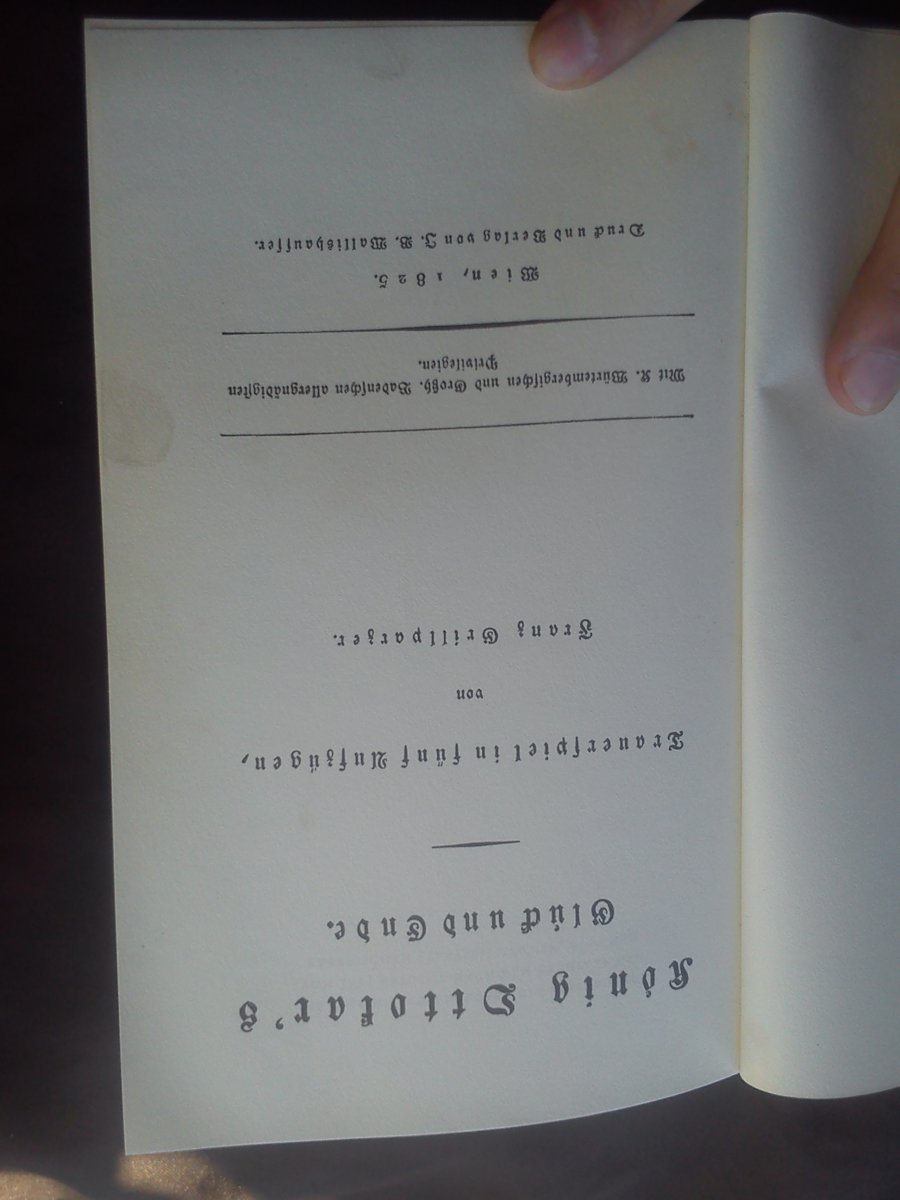 König Ottokar's
Glück und Ende.
Trauerspiel in fünf Aufzügen,
von
Franz Grillparzer.
Mit K. Würtembergischen und Großh. Badenschen allergnädigsten
Privilegien.
Wien, 1825.
Druck und Verlag von J. B. Wallishausser.